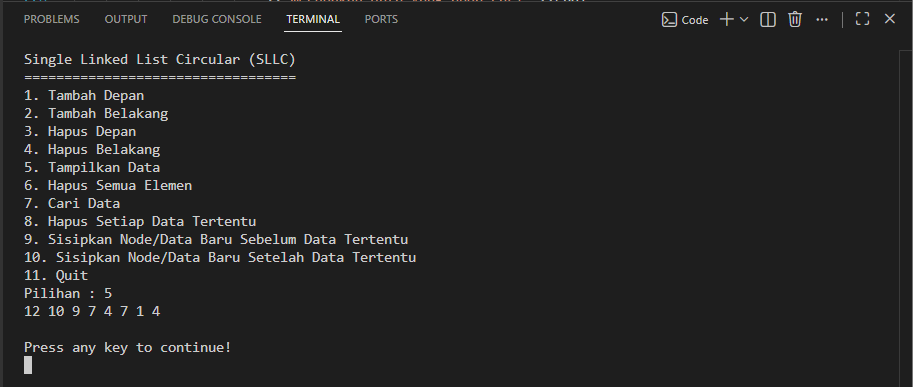 PROBLEMS OUTPUT DEBUG CONSOLE TERMINAL PORTS Code
Single Linked List Circular (SLLC)
==================================
1. Tambah Depan
2. Tambah Belakang
3. Hapus Depan
4. Hapus Belakang
5. Tampilkan Data
6. Hapus Semua Elemen
7. Cari Data
8. Hapus Setiap Data Tertentu
9. Sisipkan Node/Data Baru Sebelum Data Tertentu
10. Sisipkan Node/Data Baru Setelah Data Tertentu
11. Quit
Pilihan : 5
12 10 9 7 4 7 1 4
Press any key to continue!